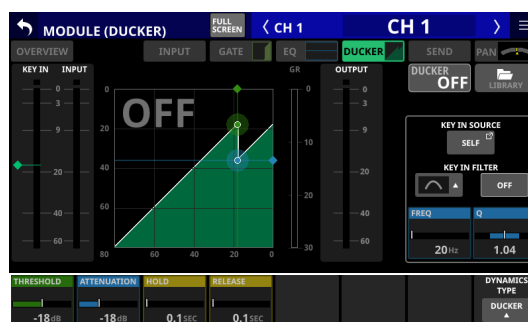 MODULE (DUCKER)
FULL SCREEN
CH 1
CH 1
OVERVIEW
INPUT
GATE
EQ
DUCKER
SEND
PAN
KEY IN
INPUT
GR
OUTPUT
DUCKER
OFF
LIBRARY
0
3
9
20
40
60
OFF
0
20
40
60
80
60
40
20
0
0
10
20
30
0
3
9
20
40
60
KEY IN SOURCE
SELF
KEY IN FILTER
OFF
FREQ
Q
20Hz
1.04
THRESHOLD
ATTENUATION
HOLD
RELEASE
DYNAMICS
TYPE
-18dB
-18dB
0.1SEC
0.1SEC
DUCKER